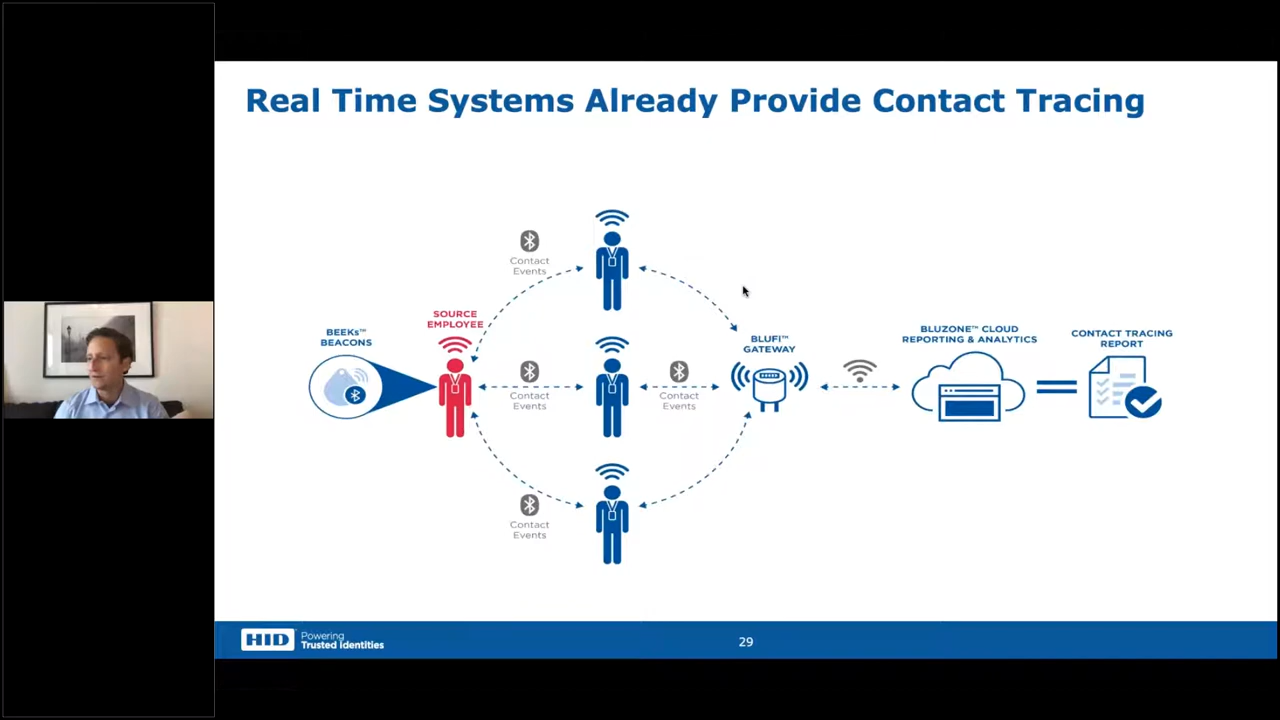 Real Time Systems Already Provide Contact Tracing
Contact
Events
SOURCE
EMPLOYEE
BEEKs™
BEACONS
Contact
Events
Contact
Events
BLUFI™
GATEWAY
BLUZONE™ CLOUD
REPORTING & ANALYTICS
CONTACT TRACING
REPORT
Contact
Events
HID
Powering
Trusted Identities
29